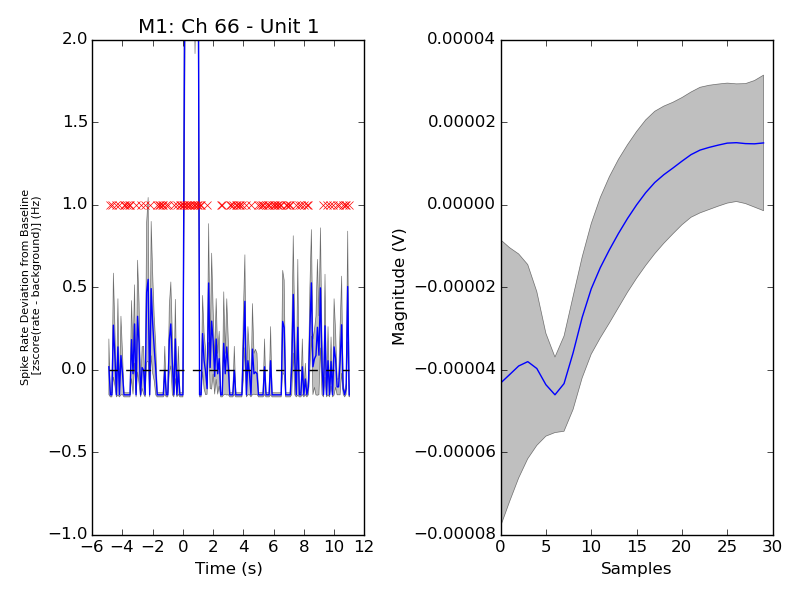 M1: Ch 66 - Unit 1
2.0
1.5
1.0
0.5
0.0
−0.5
−1.0
−6 −4 −2 0 2 4 6 8 10 12
Time (s)
Spike Rate Deviation from Baseline
[zscore(rate - background)] (Hz)
0.00004
0.00002
0.00000
−0.00002
−0.00004
−0.00006
−0.00008
0 5 10 15 20 25 30
Samples
Magnitude (V)